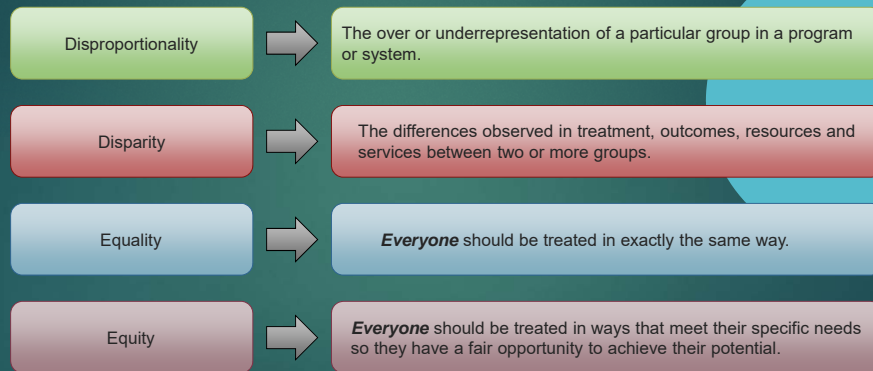 Disproportionality
The over or underrepresentation of a particular group in a program
or system.
Disparity
The differences observed in treatment, outcomes, resources and
services between two or more groups.
Equality
Everyone should be treated in exactly the same way.
Equity
Everyone should be treated in ways that meet their specific needs
so they have a fair opportunity to achieve their potential.